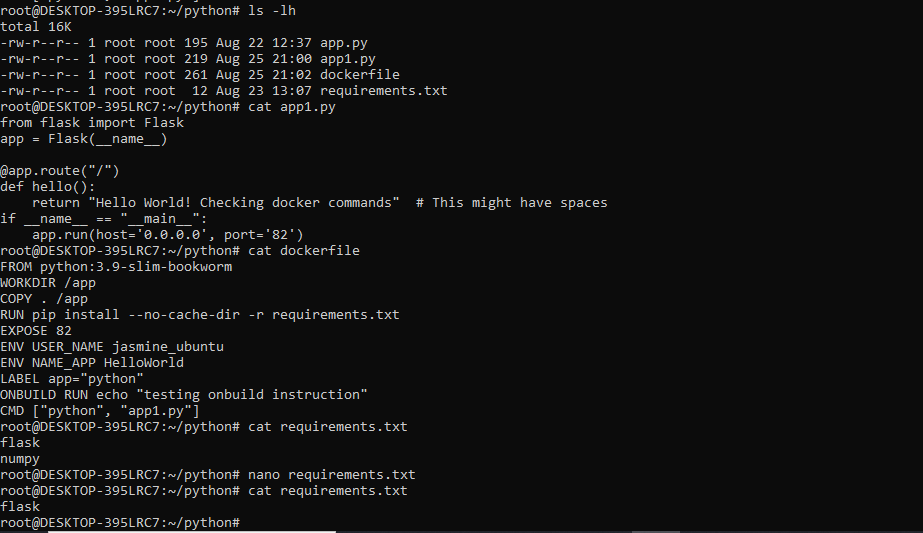 root@DESKTOP-395LRC7:~/python# ls -lh
total 16K
-rw-r--r-- 1 root root 195 Aug 22 12:37 app.py
-rw-r--r-- 1 root root 219 Aug 25 21:00 app1.py
-rw-r--r-- 1 root root 261 Aug 25 21:02 dockerfile
-rw-r--r-- 1 root root  12 Aug 23 13:07 requirements.txt
root@DESKTOP-395LRC7:~/python# cat app1.py
from flask import Flask
app = Flask(__name__)

@app.route("/")
def hello():
    return "Hello World! Checking docker commands"  # This might have spaces
if __name__ == "__main__":
    app.run(host='0.0.0.0', port='82')
root@DESKTOP-395LRC7:~/python# cat dockerfile
FROM python:3.9-slim-bookworm
WORKDIR /app
COPY . /app
RUN pip install --no-cache-dir -r requirements.txt
EXPOSE 82
ENV USER_NAME jasmine_ubuntu
ENV NAME_APP HelloWorld
LABEL app="python"
ONBUILD RUN echo "testing onbuild instruction"
CMD ["python", "app1.py"]
root@DESKTOP-395LRC7:~/python# cat requirements.txt
flask
numpy
root@DESKTOP-395LRC7:~/python# nano requirements.txt
root@DESKTOP-395LRC7:~/python# cat requirements.txt
flask
root@DESKTOP-395LRC7:~/python#